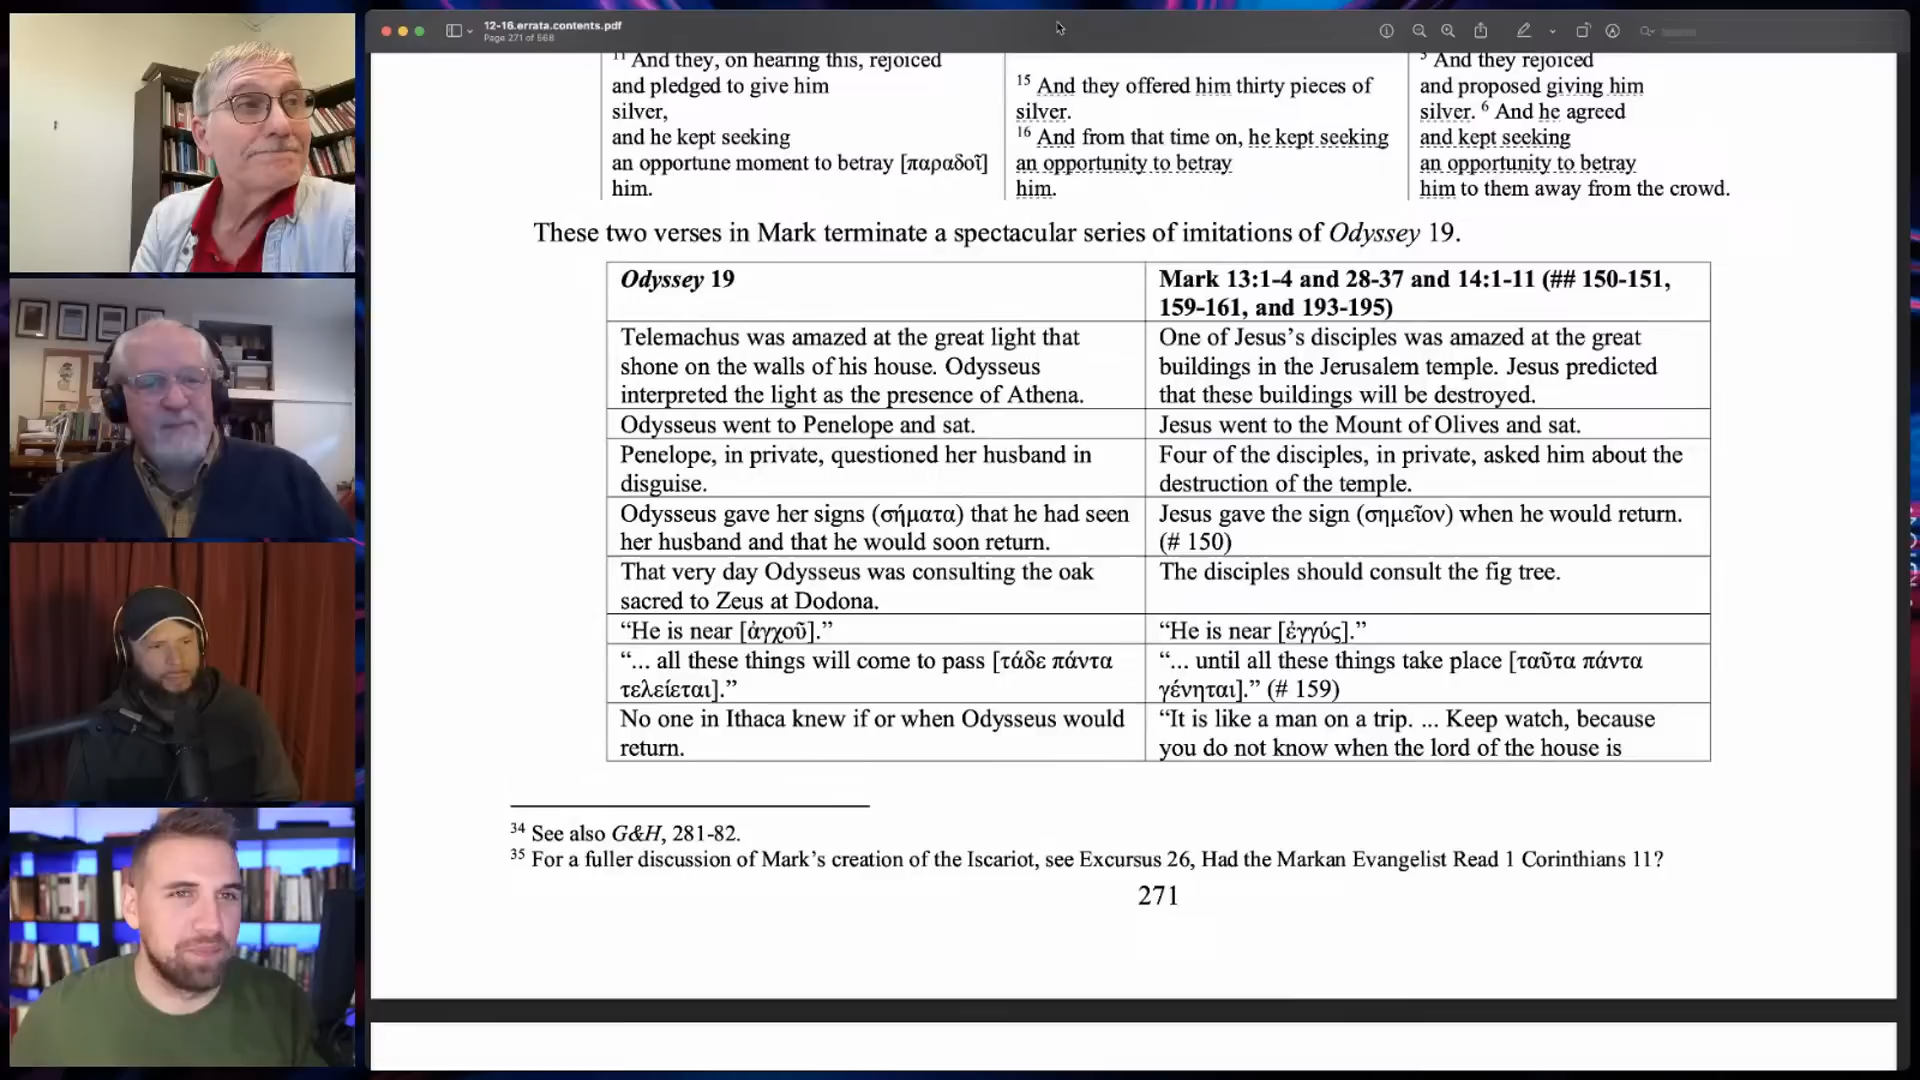 12-16.errata.contents.pdf
Page 271 of 568
11 And they, on hearing this, rejoiced
and pledged to give him
silver,
and he kept seeking
an opportune moment to betray [παραδοῖ]
him.
15 And they offered him thirty pieces of
silver.
16 And from that time on, he kept seeking
an opportunity to betray
him.
5 And they rejoiced
and proposed giving him
silver. 6 And he agreed
and kept seeking
an opportunity to betray
him to them away from the crowd.
These two verses in Mark terminate a spectacular series of imitations of Odyssey 19.
Odyssey 19
Mark 13:1-4 and 28-37 and 14:1-11 (## 150-151,
159-161, and 193-195)
Telemachus was amazed at the great light that
shone on the walls of his house. Odysseus
interpreted the light as the presence of Athena.
One of Jesus’s disciples was amazed at the great
buildings in the Jerusalem temple. Jesus predicted
that these buildings will be destroyed.
Odysseus went to Penelope and sat.
Jesus went to the Mount of Olives and sat.
Penelope, in private, questioned her husband in
disguise.
Four of the disciples, in private, asked him about the
destruction of the temple.
Odysseus gave her signs (σήματα) that he had seen
her husband and that he would soon return.
Jesus gave the sign (σημεῖον) when he would return.
(# 150)
That very day Odysseus was consulting the oak
sacred to Zeus at Dodona.
The disciples should consult the fig tree.
“He is near [ἀγχοῦ].”
“He is near [ἐγγύς].”
“... all these things will come to pass [τάδε πάντα
τελείεται].”
“... until all these things take place [ταῦτα πάντα
γένηται].” (# 159)
No one in Ithaca knew if or when Odysseus would
return.
“It is like a man on a trip. ... Keep watch, because
you do not know when the lord of the house is
34 See also G&H, 281-82.
35 For a fuller discussion of Mark’s creation of the Iscariot, see Excursus 26, Had the Markan Evangelist Read 1 Corinthians 11?
271